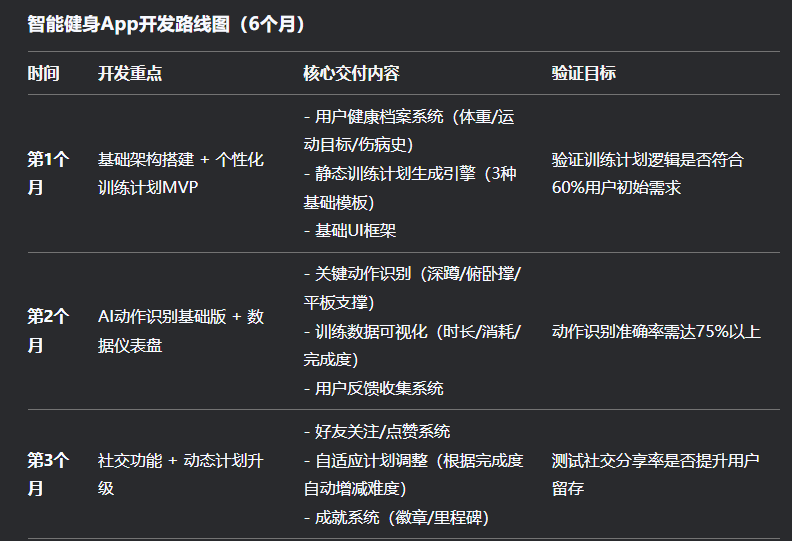 智能健身App开发路线图（6个月）
时间 开发重点 核心交付内容 验证目标
第1个月
基础架构搭建 + 个性化
训练计划MVP
- 用户健康档案系统（体重/运
动目标/伤病史）
- 静态训练计划生成引擎（3种
基础模板）
- 基础UI框架
验证训练计划逻辑是否符合
60%用户初始需求
第2个
月
AI动作识别基础版 + 数
据仪表盘
- 关键动作识别（深蹲/俯卧撑/
平板支撑）
- 训练数据可视化（时长/消耗/
完成度）
- 用户反馈收集系统
动作识别准确率需达75%以上
第3个
月
社交功能 + 动态计划升
级
- 好友关注/点赞系统
- 自适应计划调整（根据完成度
自动增减难度）
- 成就系统（徽章/里程碑）
测试社交分享率是否提升用户
留存